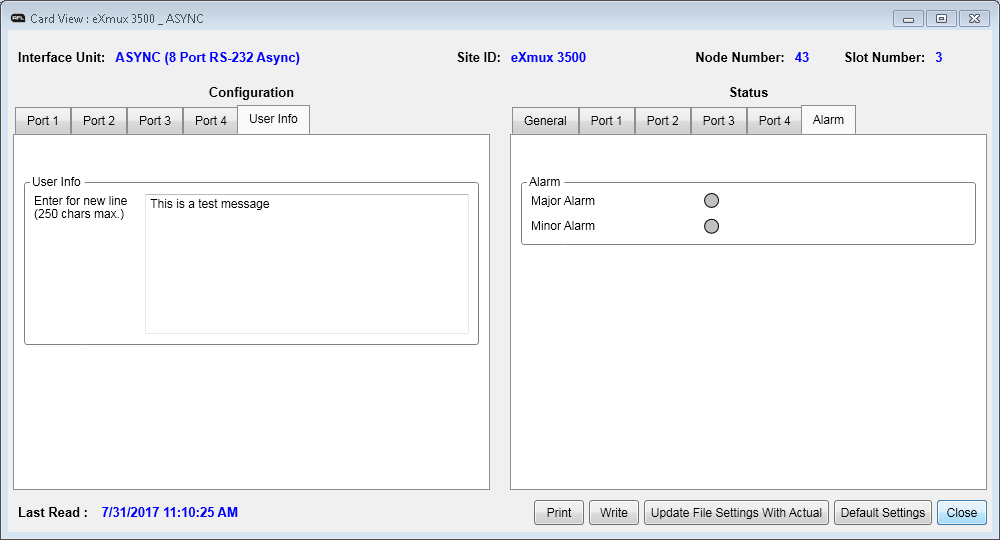 AFL Card View : eXmux 3500 _ ASYNC
Interface Unit: ASYNC (8 Port RS-232 Async) Site ID: eXmux 3500 Node Number: 43 Slot Number: 3
Configuration
Status
Port 1 Port 2 Port 3 Port 4 User Info
General Port 1 Port 2 Port 3 Port 4 Alarm
User Info
Enter for new line
(250 chars max.)
This is a test message
Alarm
Major Alarm
Minor Alarm
Last Read : 7/31/2017 11:10:25 AM
Print Write Update File Settings With Actual Default Settings Close